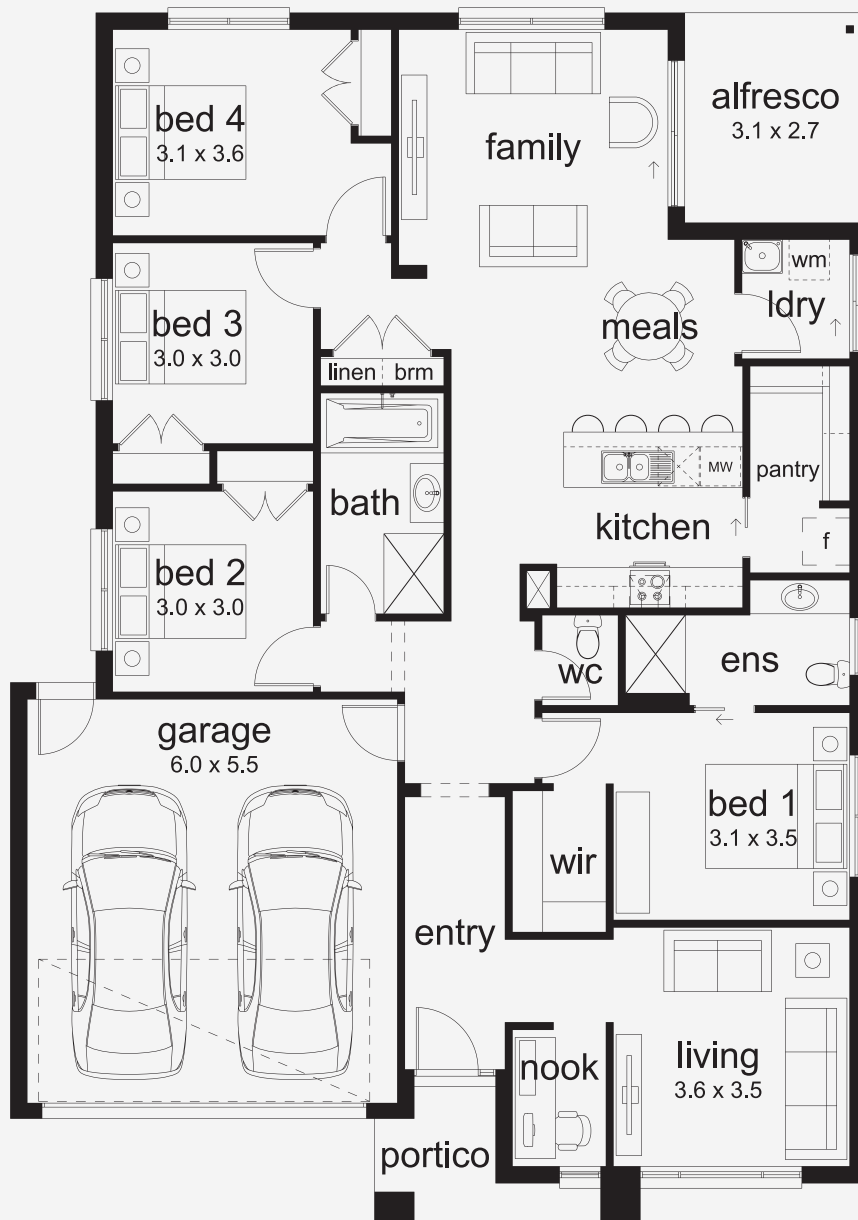 bed 4
3.1 x 3.6
family
alfresco
3.1 x 2.7
wm
ldry
bed 3
3.0 x 3.0
meals
linen brm
MW
pantry
bath
kitchen
f
bed 2
3.0 x 3.0
wc
ens
garage
6.0 x 5.5
bed 1
3.1 x 3.5
wir
entry
nook
living
3.6 x 3.5
portico